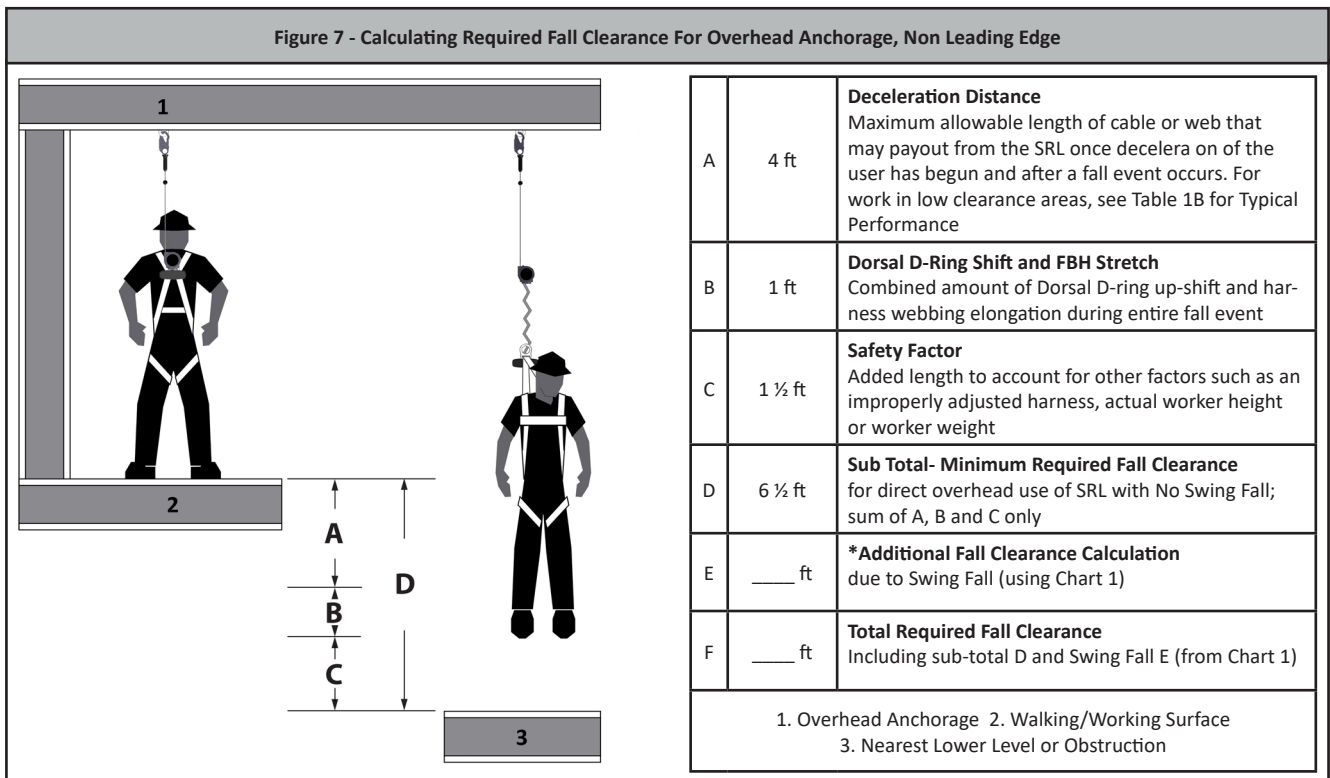 Figure 7 - Calculating Required Fall Clearance For Overhead Anchorage, Non Leading Edge
1
2
A
B
C
D
3
A
4 ft
Deceleration Distance
Maximum allowable length of cable or web that
may payout from the SRL once decelera on of the
user has begun and after a fall event occurs. For
work in low clearance areas, see Table 1B for Typical
Performance
B
1 ft
Dorsal D-Ring Shift and FBH Stretch
Combined amount of Dorsal D-ring up-shift and har-
ness webbing elongation during entire fall event
C
1 ½ ft
Safety Factor
Added length to account for other factors such as an
improperly adjusted harness, actual worker height
or worker weight
D
6 ½ ft
Sub Total- Minimum Required Fall Clearance
for direct overhead use of SRL with No Swing Fall;
sum of A, B and C only
E
____ ft
*Additional Fall Clearance Calculation
due to Swing Fall (using Chart 1)
F
____ ft
Total Required Fall Clearance
Including sub-total D and Swing Fall E (from Chart 1)
1. Overhead Anchorage 2. Walking/Working Surface
3. Nearest Lower Level or Obstruction